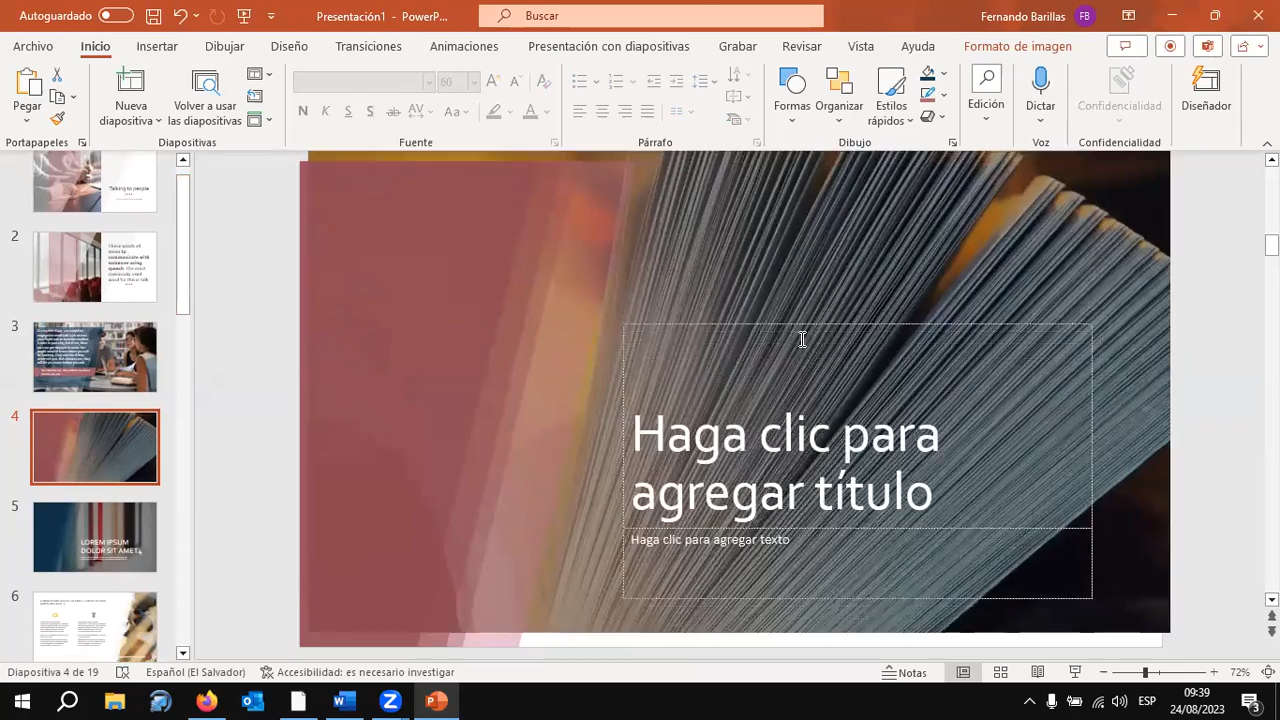 Autoguardado
Presentación1 - PowerP...
Buscar
Fernando Barillas
FB
Archivo
Inicio
Insertar
Dibujar
Diseño
Transiciones
Animaciones
Presentación con diapositivas
Grabar
Revisar
Vista
Ayuda
Formato de imagen
Pegar
Nueva diapositiva
Volver a usar las diapositivas
60
N
K
S
S
ab
AV
Aa
A
Formas
Organizar
Estilos rápidos
Edición
Dictar
Confidencialidad
Diseñador
Portapapeles
Diapositivas
Fuente
Párrafo
Dibujo
Voz
Confidencialidad
Talking to people
2
3
4
5
LOREM IPSUM
DOLOR SIT AMET
6
Haga clic para
agregar título
Haga clic para agregar texto
Diapositiva 4 de 19
Español (El Salvador)
Accesibilidad: es necesario investigar
Notas
72%
ESP
09:39
24/08/2023
3